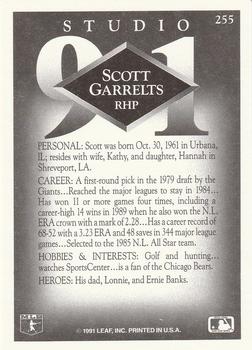 STUDIO
255
91
SCOTT
GARRELTS
RHP
PERSONAL: Scott was born Oct. 30, 1961 in Urbana,
IL; resides with wife, Kathy, and daughter, Hannah in
Shreveport, LA.
CAREER: A first-round pick in the 1979 draft by the
Giants...Reached the major leagues to stay in 1984...
Has won 11 or more games four times, including a
career-high 14 wins in 1989 when he also won the N.L.
ERA crown with a mark of 2.28...Has a career record of
68-52 with a 3.23 ERA and 48 saves in 344 major league
games...Selected to the 1985 N.L. All Star team.
HOBBIES & INTERESTS: Golf and hunting...
watches SportsCenter...is a fan of the Chicago Bears.
HEROES: His dad, Lonnie, and Ernie Banks.
© 1991 LEAF, INC. PRINTED IN U.S.A.